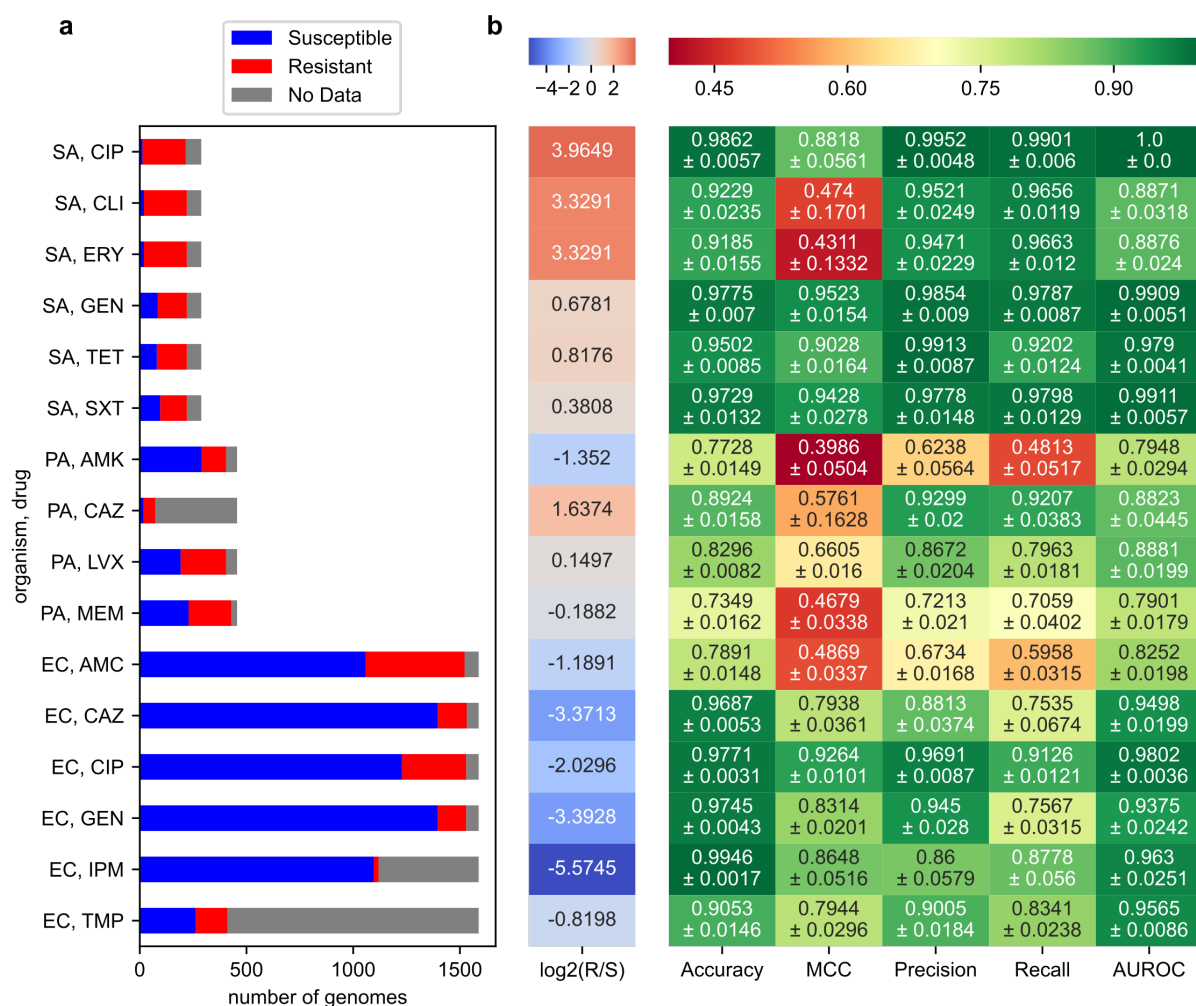 a
Susceptible
Resistant
No Data
b
−4 −2 0 2
0.45 0.60 0.75 0.90
organism, drug
SA, CIP
SA, CLI
SA, ERY
SA, GEN
SA, TET
SA, SXT
PA, AMK
PA, CAZ
PA, LVX
PA, MEM
EC, AMC
EC, CAZ
EC, CIP
EC, GEN
EC, IPM
EC, TMP
0 500 1000 1500
number of genomes
3.9649
3.3291
3.3291
0.6781
0.8176
0.3808
-1.352
1.6374
0.1497
-0.1882
-1.1891
-3.3713
-2.0296
-3.3928
-5.5745
-0.8198
log2(R/S)
0.9862 0.8818 0.9952 0.9901 1.0
± 0.0057 ± 0.0561 ± 0.0048 ± 0.006 ± 0.0
0.9229 0.474 0.9521 0.9656 0.8871
± 0.0235 ± 0.1701 ± 0.0249 ± 0.0119 ± 0.0318
0.9185 0.4311 0.9471 0.9663 0.8876
± 0.0155 ± 0.1332 ± 0.0229 ± 0.012 ± 0.024
0.9775 0.9523 0.9854 0.9787 0.9909
± 0.007 ± 0.0154 ± 0.009 ± 0.0087 ± 0.0051
0.9502 0.9028 0.9913 0.9202 0.979
± 0.0085 ± 0.0164 ± 0.0087 ± 0.0124 ± 0.0041
0.9729 0.9428 0.9778 0.9798 0.9911
± 0.0132 ± 0.0278 ± 0.0148 ± 0.0129 ± 0.0057
0.7728 0.3986 0.6238 0.4813 0.7948
± 0.0149 ± 0.0504 ± 0.0564 ± 0.0517 ± 0.0294
0.8924 0.5761 0.9299 0.9207 0.8823
± 0.0158 ± 0.1628 ± 0.02 ± 0.0383 ± 0.0445
0.8296 0.6605 0.8672 0.7963 0.8881
± 0.0082 ± 0.016 ± 0.0204 ± 0.0181 ± 0.0199
0.7349 0.4679 0.7213 0.7059 0.7901
± 0.0162 ± 0.0338 ± 0.021 ± 0.0402 ± 0.0179
0.7891 0.4869 0.6734 0.5958 0.8252
± 0.0148 ± 0.0337 ± 0.0168 ± 0.0315 ± 0.0198
0.9687 0.7938 0.8813 0.7535 0.9498
± 0.0053 ± 0.0361 ± 0.0374 ± 0.0674 ± 0.0199
0.9771 0.9264 0.9691 0.9126 0.9802
± 0.0031 ± 0.0101 ± 0.0087 ± 0.0121 ± 0.0036
0.9745 0.8314 0.945 0.7567 0.9375
± 0.0043 ± 0.0201 ± 0.028 ± 0.0315 ± 0.0242
0.9946 0.8648 0.86 0.8778 0.963
± 0.0017 ± 0.0516 ± 0.0579 ± 0.056 ± 0.0251
0.9053 0.7944 0.9005 0.8341 0.9565
± 0.0146 ± 0.0296 ± 0.0184 ± 0.0238 ± 0.0086
Accuracy MCC Precision Recall AUROC